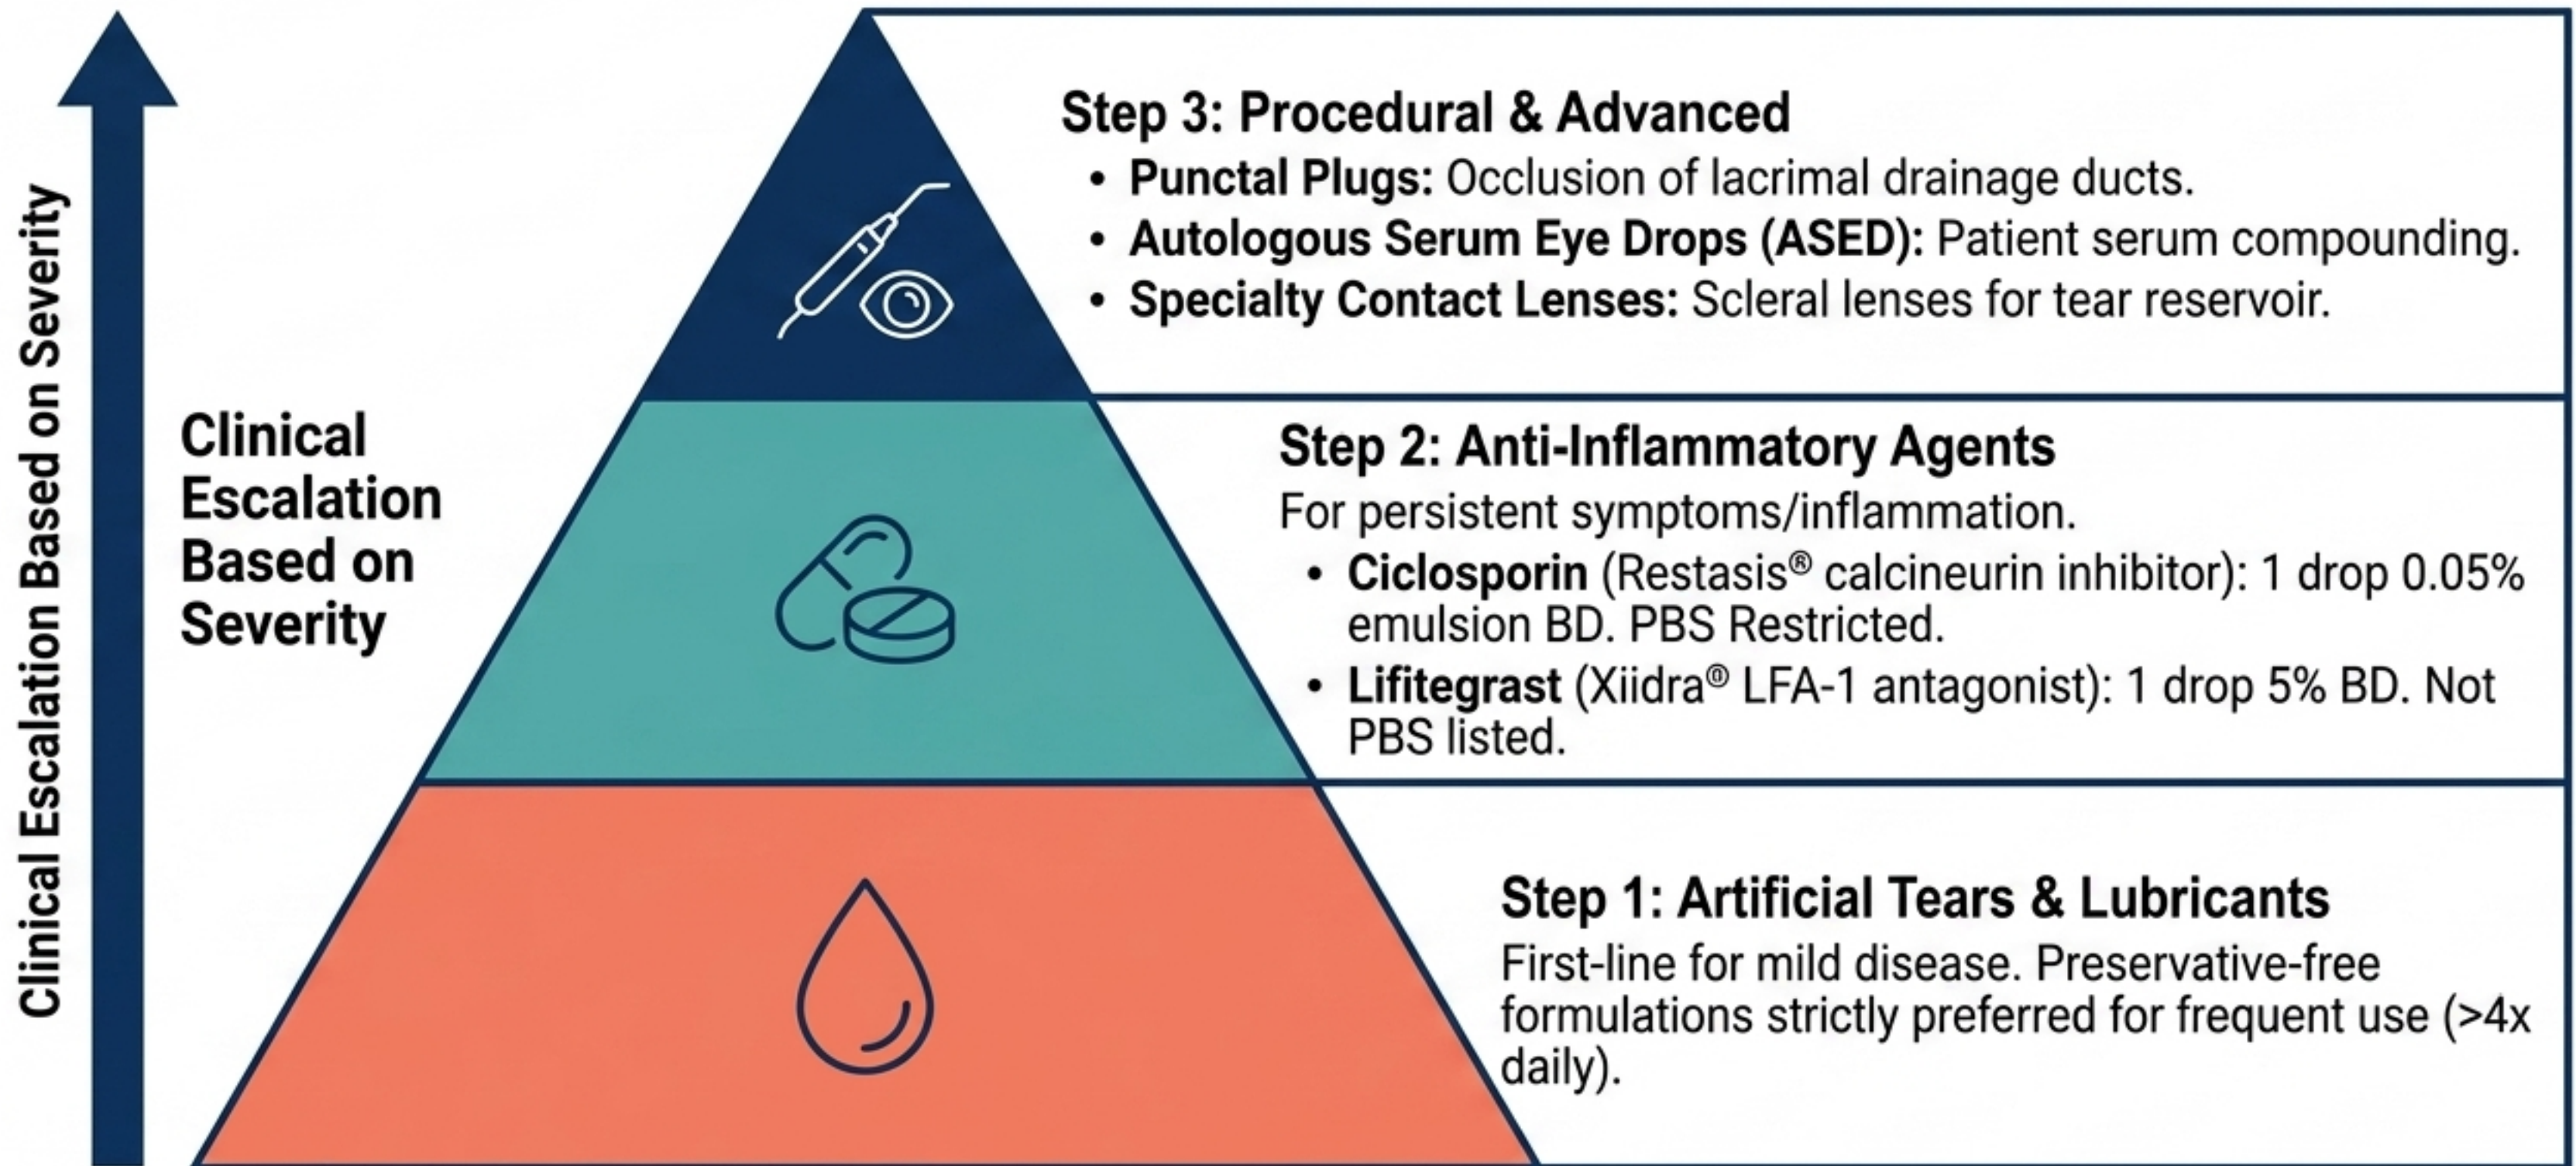 Clinical Escalation Based on Severity
Clinical
Escalation
Based on
Severity
Step 3: Procedural & Advanced
• Punctal Plugs: Occlusion of lacrimal drainage ducts.
• Autologous Serum Eye Drops (ASED): Patient serum compounding.
• Specialty Contact Lenses: Scleral lenses for tear reservoir.
Step 2: Anti-Inflammatory Agents
For persistent symptoms/inflammation.
• Ciclosporin (Restasis® calcineurin inhibitor): 1 drop 0.05%
emulsion BD. PBS Restricted.
• Lifitegrast (Xiidra® LFA-1 antagonist): 1 drop 5% BD. Not
PBS listed.
Step 1: Artificial Tears & Lubricants
First-line for mild disease. Preservative-free
formulations strictly preferred for frequent use (>4x
daily).